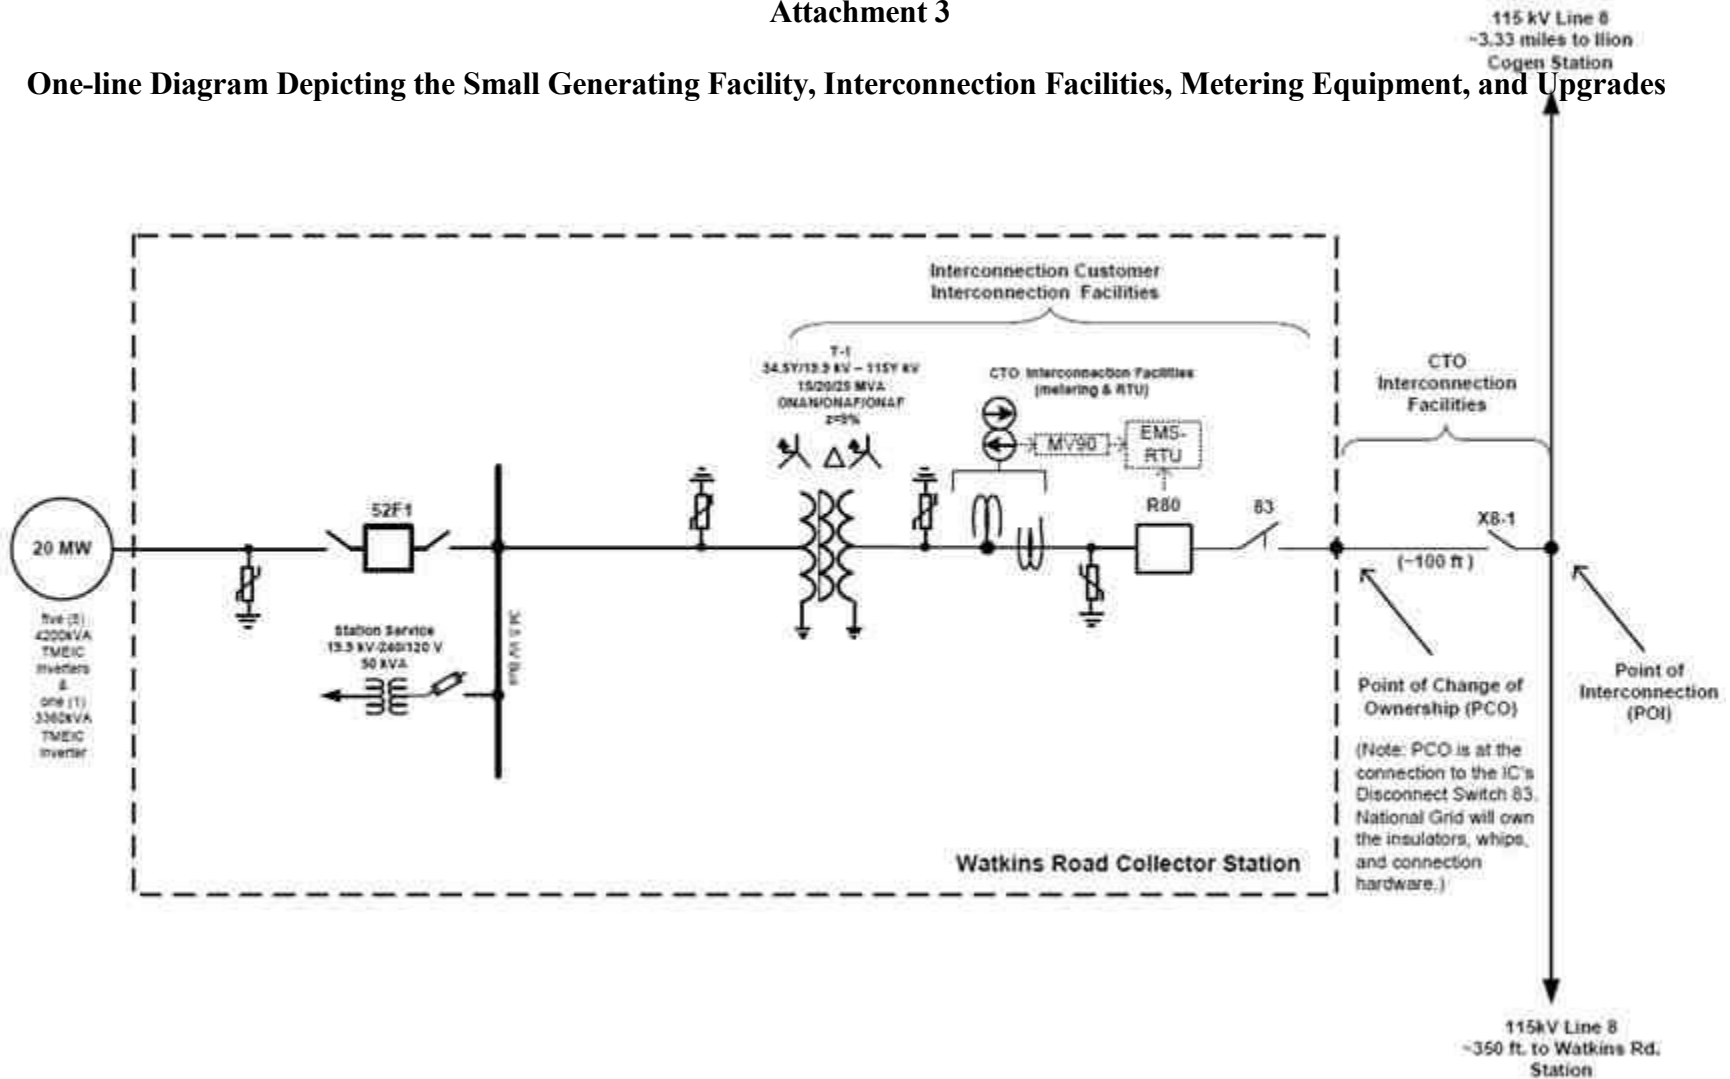 Attachment 3
115 kV Line 8
~3.33 miles to Ilion
Cogen Station
One-line Diagram Depicting the Small Generating Facility, Interconnection Facilities, Metering Equipment, and Upgrades
Interconnection Customer
Interconnection Facilities
T-1
34.5Y/19.9 kV – 115Y kV
15/20/25 MVA
ONAN/ONAF/ONAF
z=9%
CTO Interconnection Facilities
(metering & RTU)
MV90
EMS-
RTU
CTO
Interconnection
Facilities
52F1
R80
83
X8-1
20 MW
(~100 ft )
five (5)
4200kVA
TMEIC
inverters
&
one (1)
3360kVA
TMEIC
inverter
Station Service
19.9 kV-240/120 V
50 kVA
34.5 kV Bus
Point of Change of
Ownership (PCO)
(Note: PCO is at the
connection to the IC's
Disconnect Switch 83.
National Grid will own
the insulators, whips,
and connection
hardware.)
Point of
Interconnection
(POI)
Watkins Road Collector Station
115kV Line 8
~350 ft. to Watkins Rd.
Station